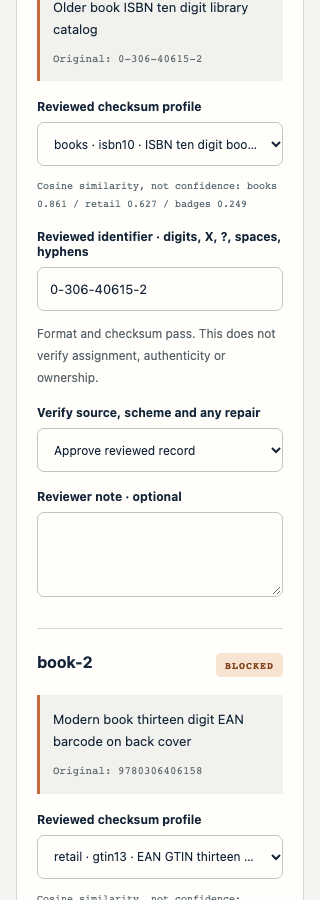 Older book ISBN ten digit library
catalog
Original: 0-306-40615-2
Reviewed checksum profile
books · isbn10 · ISBN ten digit boo...
Cosine similarity, not confidence: books
0.861 / retail 0.627 / badges 0.249
Reviewed identifier · digits, X, ?, spaces,
hyphens
0-306-40615-2
Format and checksum pass. This does not
verify assignment, authenticity or
ownership.
Verify source, scheme and any repair
Approve reviewed record
Reviewer note · optional
book-2
BLOCKED
Modern book thirteen digit EAN
barcode on back cover
Original: 9780306406158
Reviewed checksum profile
retail · gtin13 · EAN GTIN thirteen ...
Cosine similarity, not confidence: